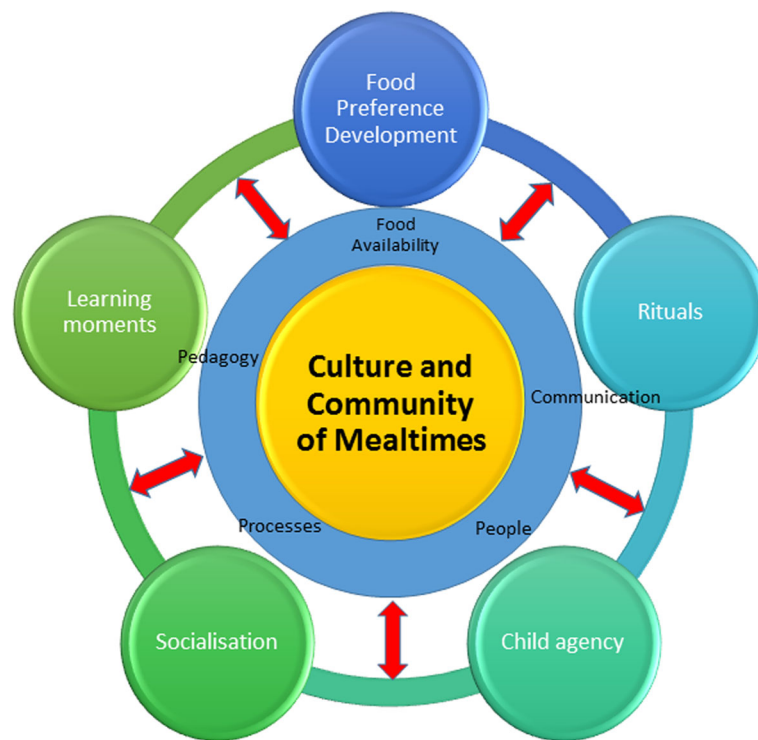 Food
Preference
Development
Food
Availability
Learning
moments
Rituals
Pedagogy
Culture and
Community
of Mealtimes
Communication
Processes
People
Socialisation
Child agency